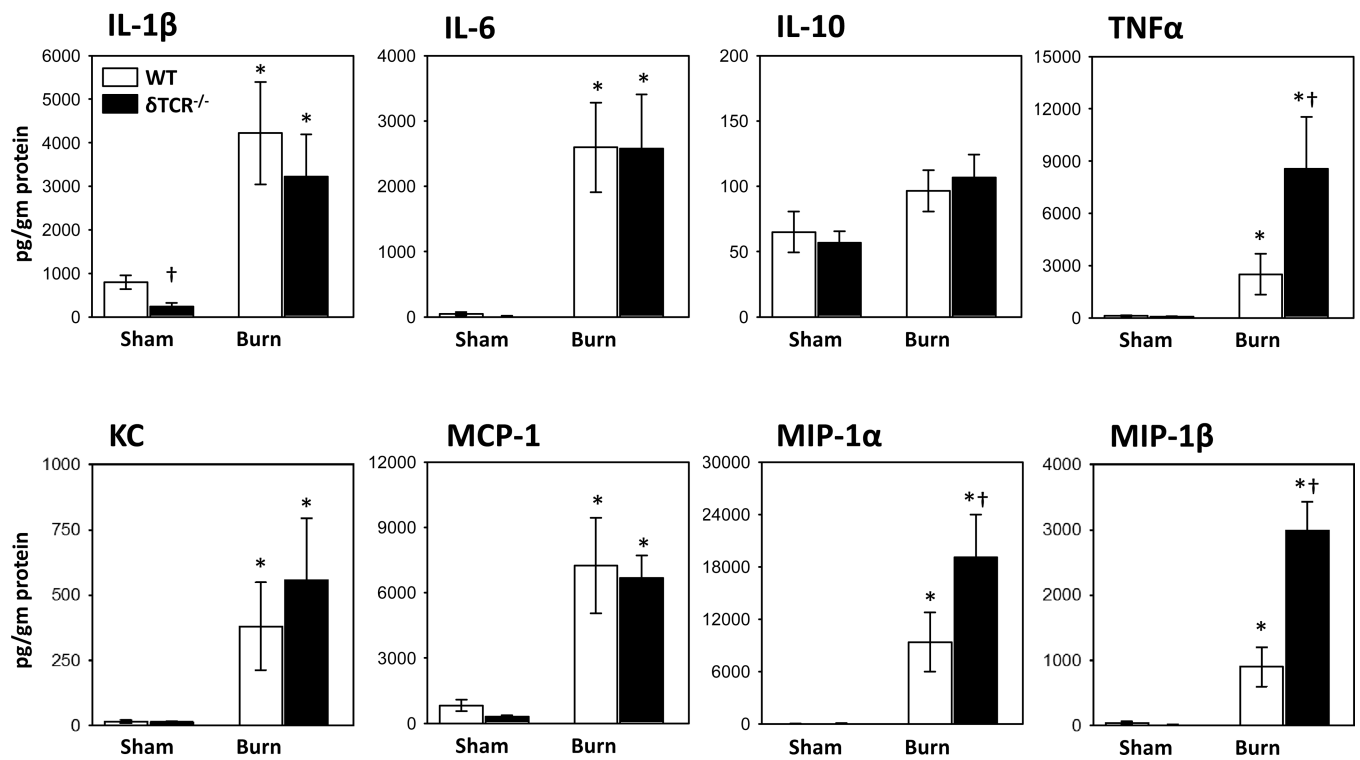 IL-1β
IL-6
IL-10
TNFα
6000
5000
4000
3000
2000
1000
0
pg/gm protein
WT
δTCR-/-
*
*
†
Sham
Burn
4000
3000
2000
1000
0
*
*
Sham
Burn
200
150
100
50
0
Sham
Burn
15000
12000
9000
6000
3000
0
*†
*
Sham
Burn
KC
MCP-1
MIP-1α
MIP-1β
1000
750
500
250
0
pg/gm protein
*
*
Sham
Burn
12000
9000
6000
3000
0
*
*
Sham
Burn
30000
24000
18000
12000
6000
0
*†
*
Sham
Burn
4000
3000
2000
1000
0
*†
*
Sham
Burn